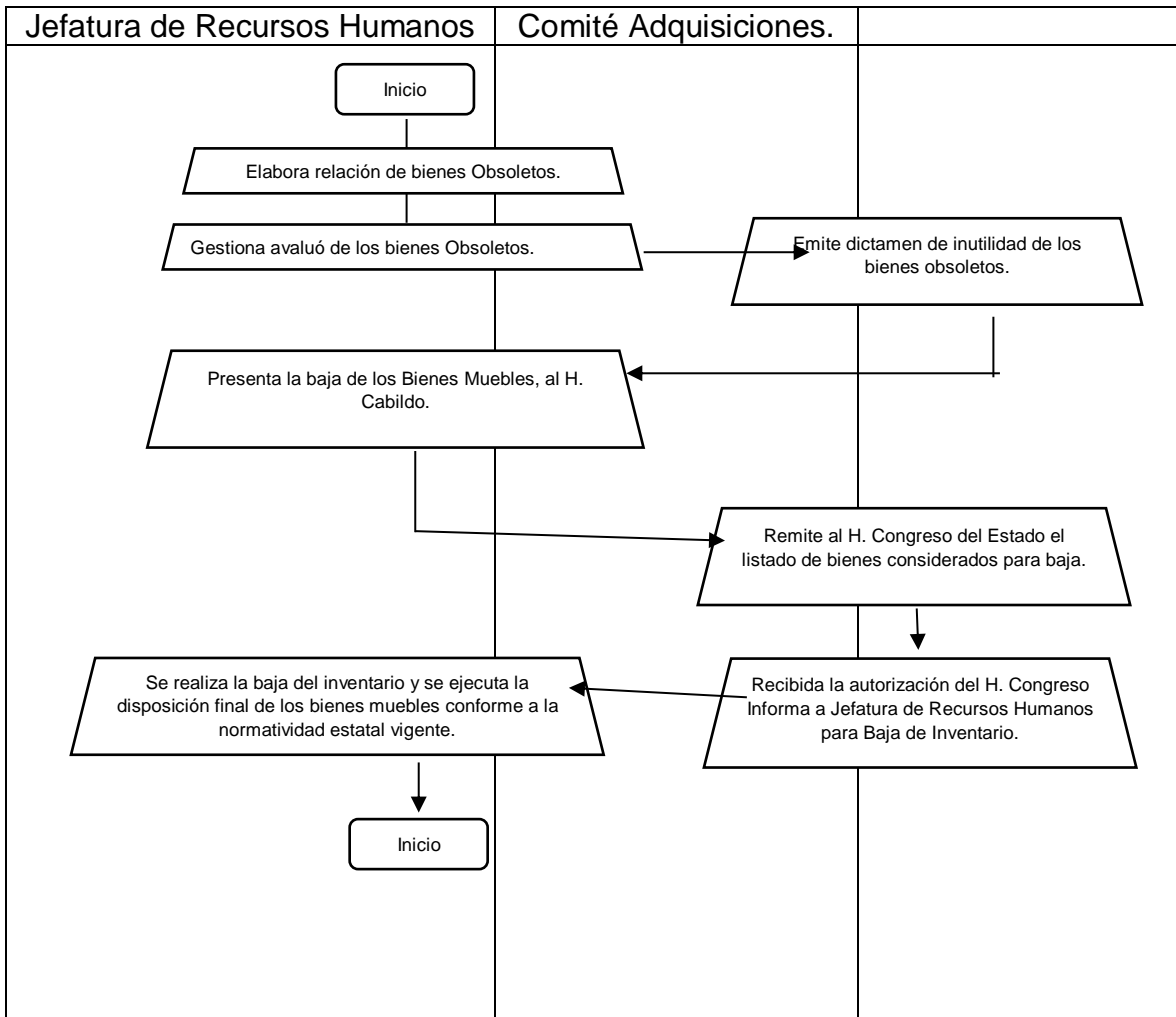 Jefatura de Recursos Humanos
Comité Adquisiciones.
Inicio
Elabora relación de bienes Obsoletos.
Gestiona avaluó de los bienes Obsoletos.
Emite dictamen de inutilidad de los
bienes obsoletos.
Presenta la baja de los Bienes Muebles, al H.
Cabildo.
Remite al H. Congreso del Estado el
listado de bienes considerados para baja.
Recibida la autorización del H. Congreso
Informa a Jefatura de Recursos Humanos
para Baja de Inventario.
Se realiza la baja del inventario y se ejecuta la
disposición final de los bienes muebles conforme a la
normatividad estatal vigente.
Inicio